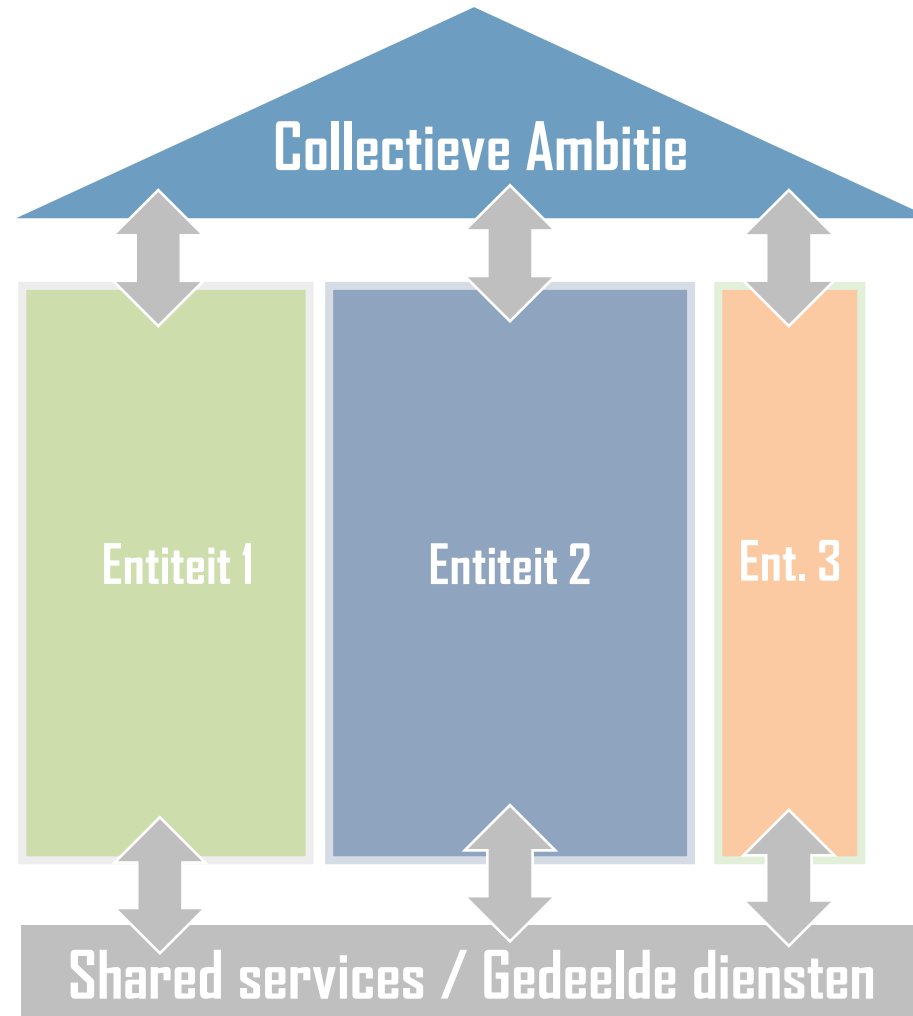 Collectieve Ambitie
Entiteit 1
Entiteit 2
Ent. 3
Shared services / Gedeelde diensten